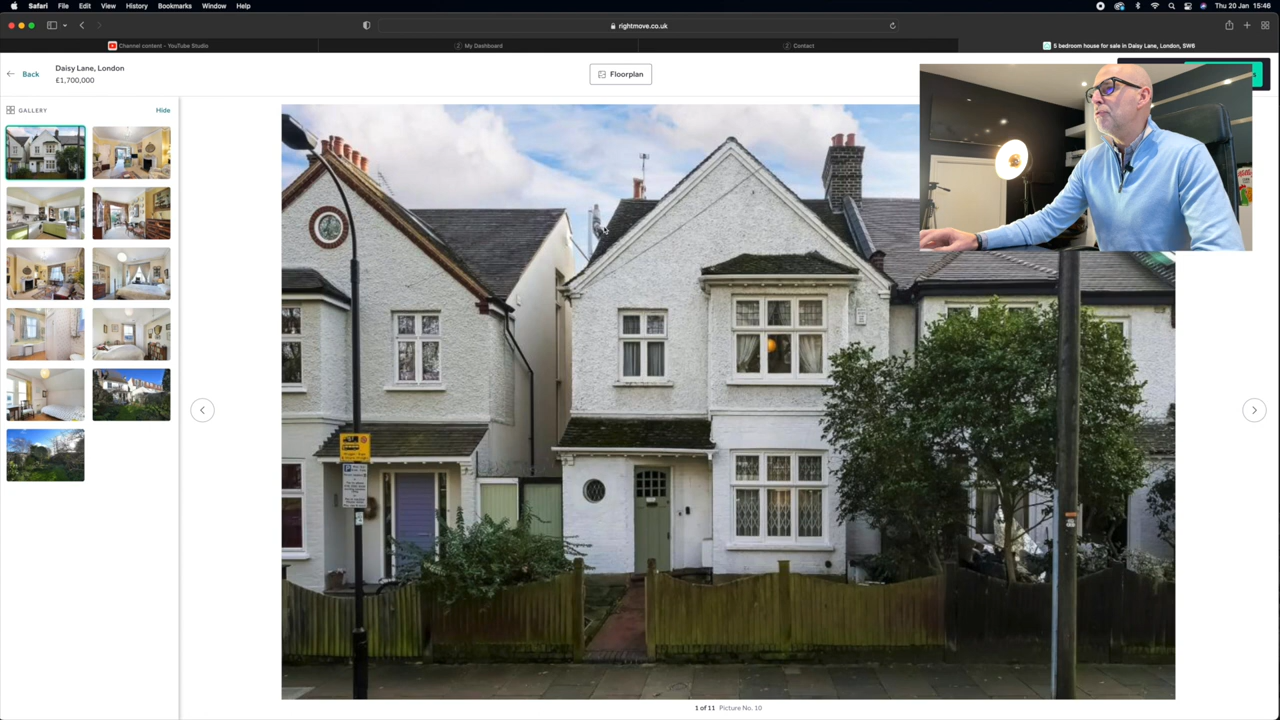 Safari File Edit View History Bookmarks Window Help
Thu 20 Jan 15:46
rightmove.co.uk
Channel content - YouTube Studio
My Dashboard
Contact
5 bedroom house for sale in Daisy Lane, London, SW6
Back
Daisy Lane, London
£1,700,000
Floorplan
GALLERY
Hide
1 of 11 Picture No. 10